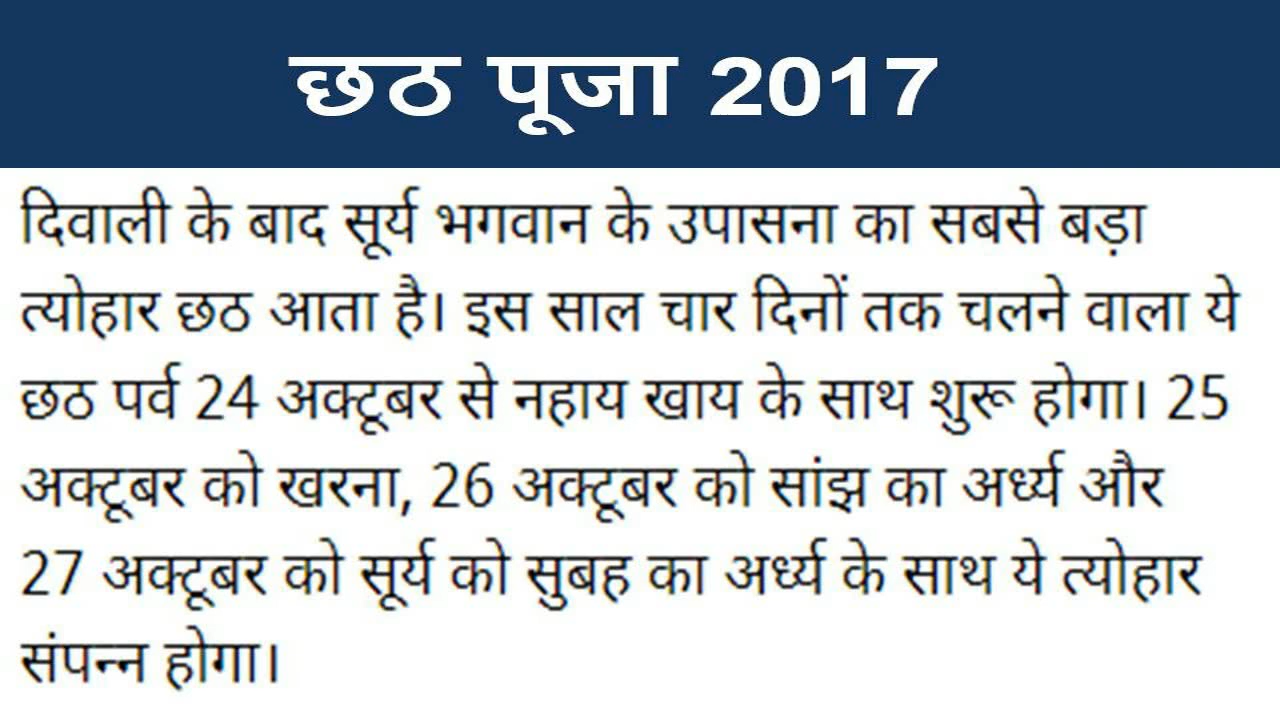 छठ पूजा 2017
दिवाली के बाद सूर्य भगवान के उपासना का सबसे बड़ा
त्योहार छठ आता है। इस साल चार दिनों तक चलने वाला ये
छठ पर्व 24 अक्टूबर से नहाय खाय के साथ शुरू होगा। 25
अक्टूबर को खरना, 26 अक्टूबर को सांझ का अर्ध्य और
27 अक्टूबर को सूर्य को सुबह का अर्ध्य के साथ ये त्योहार
संपन्न होगा।